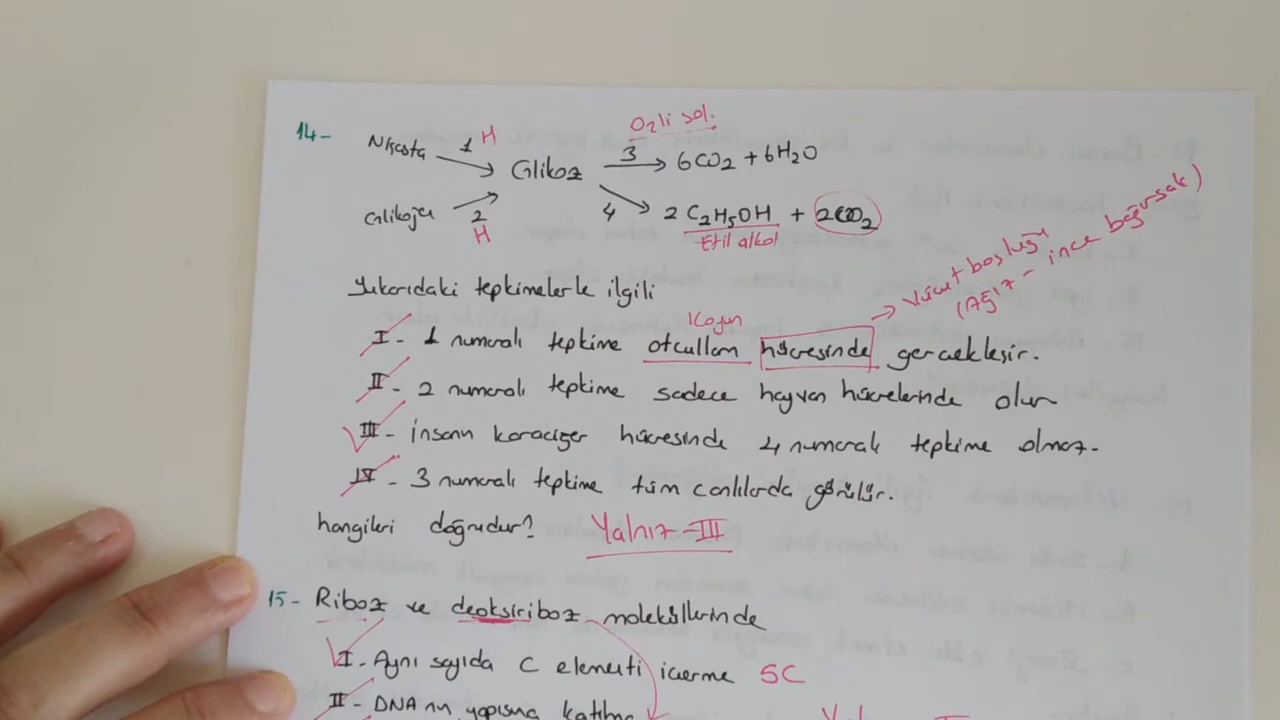 14-
O2li sol.
Nişasta 1 H Glikoz 3 6CO2 + 6H2O
Glikojen 2 H 4 2 C2H5OH + 2CO2
Etil alkol
Yukarıdaki tepkimelerle ilgili
Vücut boşluğu
(Ağız - ince bağırsak)
Koyun
I - 1 numaralı tepkime otcullan hücresinde gerçekleşir.
II - 2 numaralı tepkime sadece hayvan hücrelerinde olur
III - insan karaciğer hücresinde 4 numaralı tepkime olmaz.
IV - 3 numaralı tepkime tüm canlılarda görülür.
hangileri doğrudur? Yalnız-III
15- Riboz ve deoksiriboz moleküllerinde
I - Aynı sayıda C elementi içerme 5C
II - DNA nın yapısına katılma